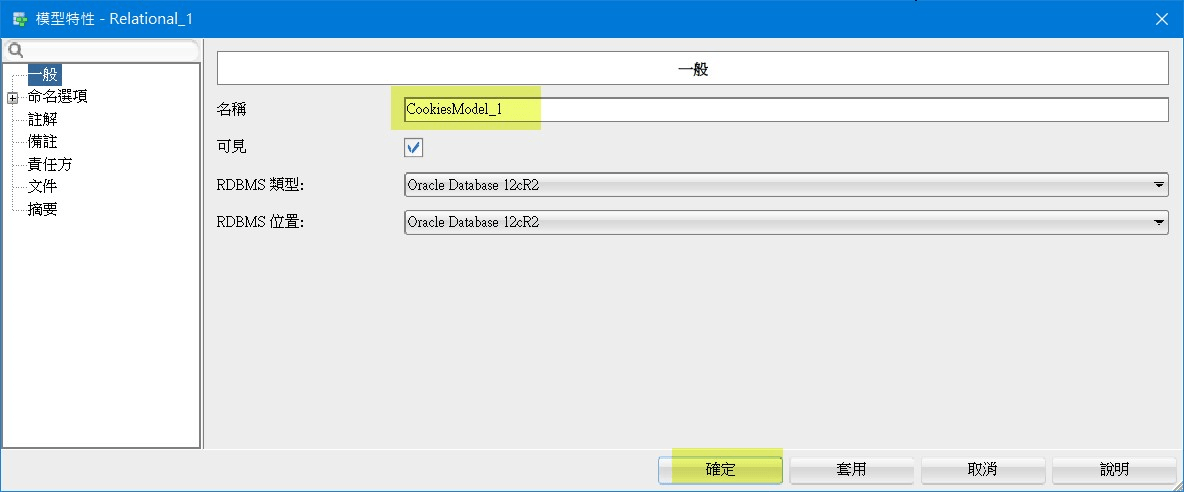 模型特性 - Relational_1
一般
命名選項
註解
備註
責任方
文件
摘要
一般
名稱 CookiesModel_1
可見
RDBMS 類型: Oracle Database 12cR2
RDBMS 位置: Oracle Database 12cR2
確定 套用 取消 說明